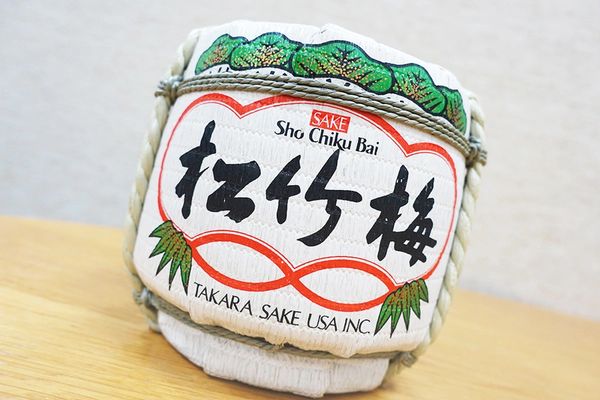 SAKE
Sho Chiku Bai
松竹梅
TAKARA SAKE USA INC.